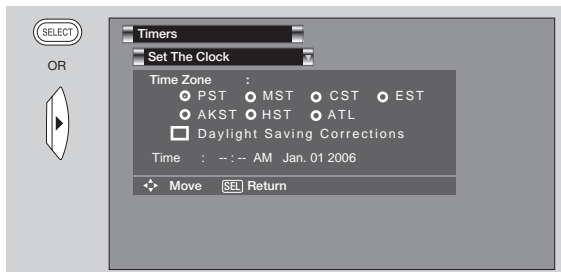 SELECT
OR
Timers
Set The Clock
Time Zone :
PST MST CST EST
AKST HST ATL
Daylight Saving Corrections
Time : -- : -- AM Jan. 01 2006
Move SEL Return